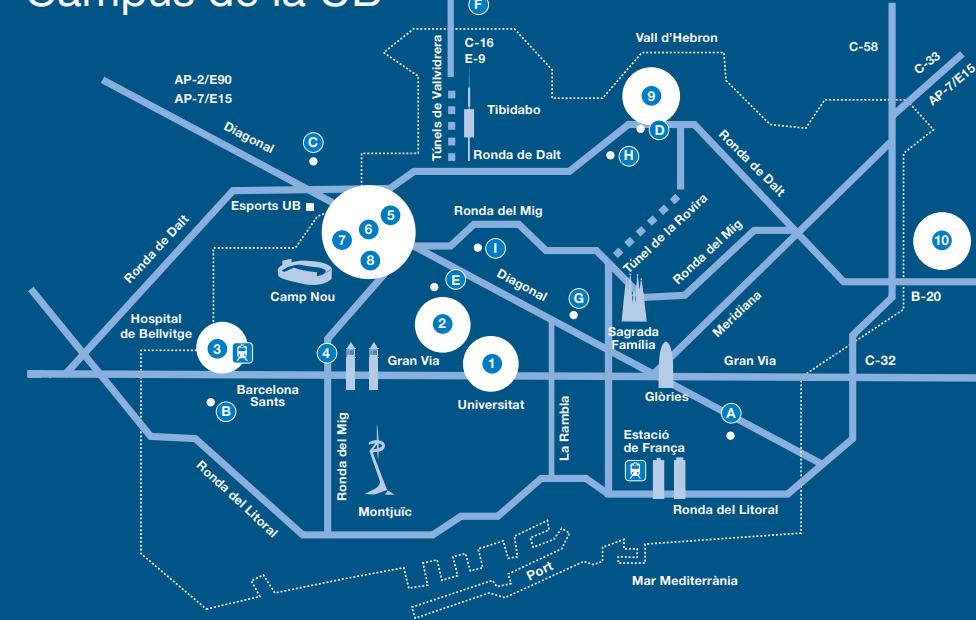 Campus de la UB
F
C-16
E-9
Túnels de Vallvidrera
Vall d'Hebron
C-58
C-33
AP-7/E15
AP-2/E90
AP-7/E15
Diagonal
C
Tibidabo
9
D
H
Ronda de Dalt
Ronda de Dalt
Esports UB
5
6
7
8
Ronda del Mig
I
Túnel de la Rovira
Ronda del Mig
10
Ronda de Dalt
Camp Nou
E
Diagonal
G
Meridiana
B-20
Hospital
de Bellvitge
3
4
2
1
Gran Via
Sagrada
Família
Gran Via
C-32
Barcelona
Sants
B
Universitat
Glòries
A
Ronda del Mig
La Rambla
Estació
de França
Ronda del Litoral
Montjuïc
Ronda del Litoral
Port
Mar Mediterrània